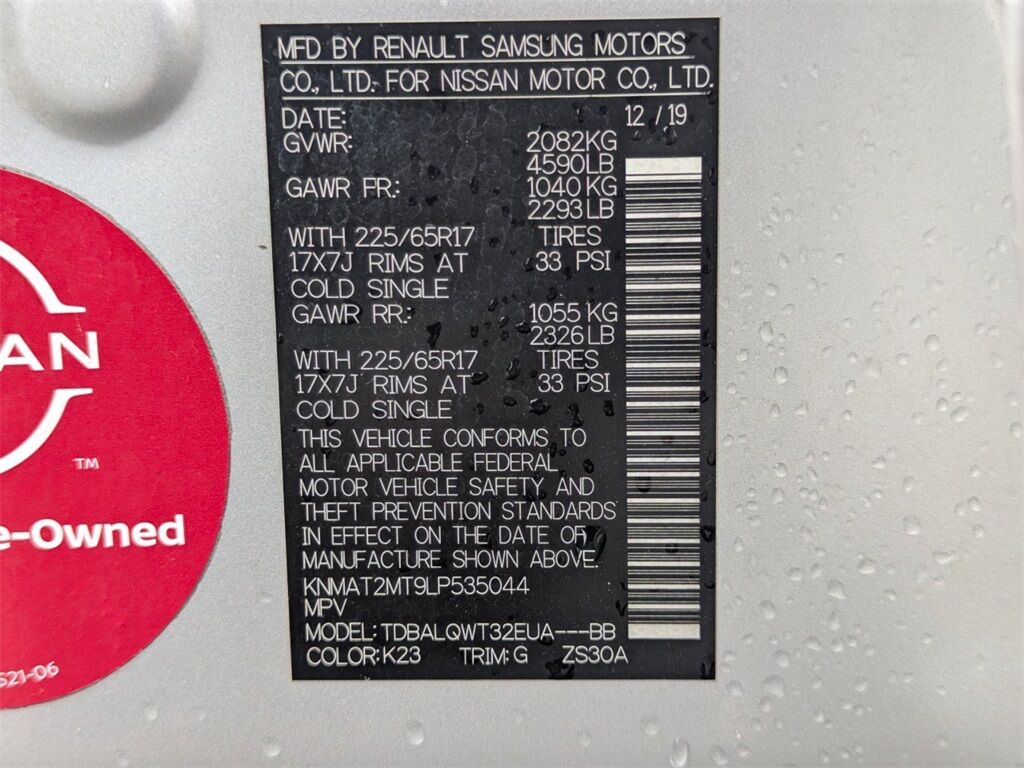 MFD BY RENAULT SAMSUNG MOTORS
CO., LTD. FOR NISSAN MOTOR CO., LTD.
DATE: 12 / 19
GVWR: 2082KG
4590LB
GAWR FR.: 1040 KG
2293 LB
WITH 225/65R17 TIRES
17X7J RIMS AT 33 PSI
COLD SINGLE
GAWR RR.: 1055 KG
2326 LB
WITH 225/65R17 TIRES
17X7J RIMS AT 33 PSI
COLD SINGLE
THIS VEHICLE CONFORMS TO
ALL APPLICABLE FEDERAL
MOTOR VEHICLE SAFETY AND
THEFT PREVENTION STANDARDS
IN EFFECT ON THE DATE OF
MANUFACTURE SHOWN ABOVE.
KNMAT2MT9LP535044
MPV
MODEL: TDBALQWT32EUA---BB
COLOR: K23 TRIM: G ZS30A
AN
TM
e-Owned
S21-06